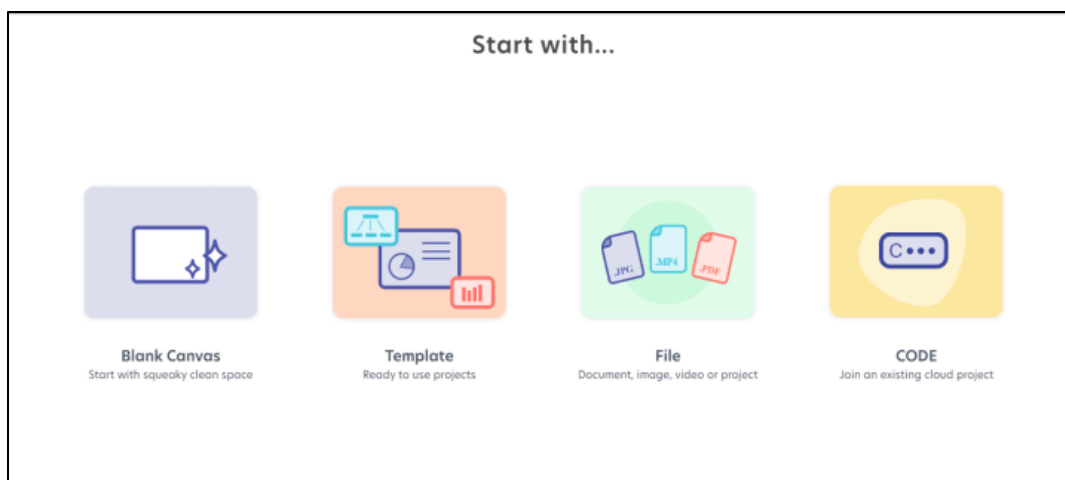 Start with...
.JPG
.MP4
.PDF
C•••
Blank Canvas
Start with squeaky clean space
Template
Ready to use projects
File
Document, image, video or project
CODE
Join an existing cloud project